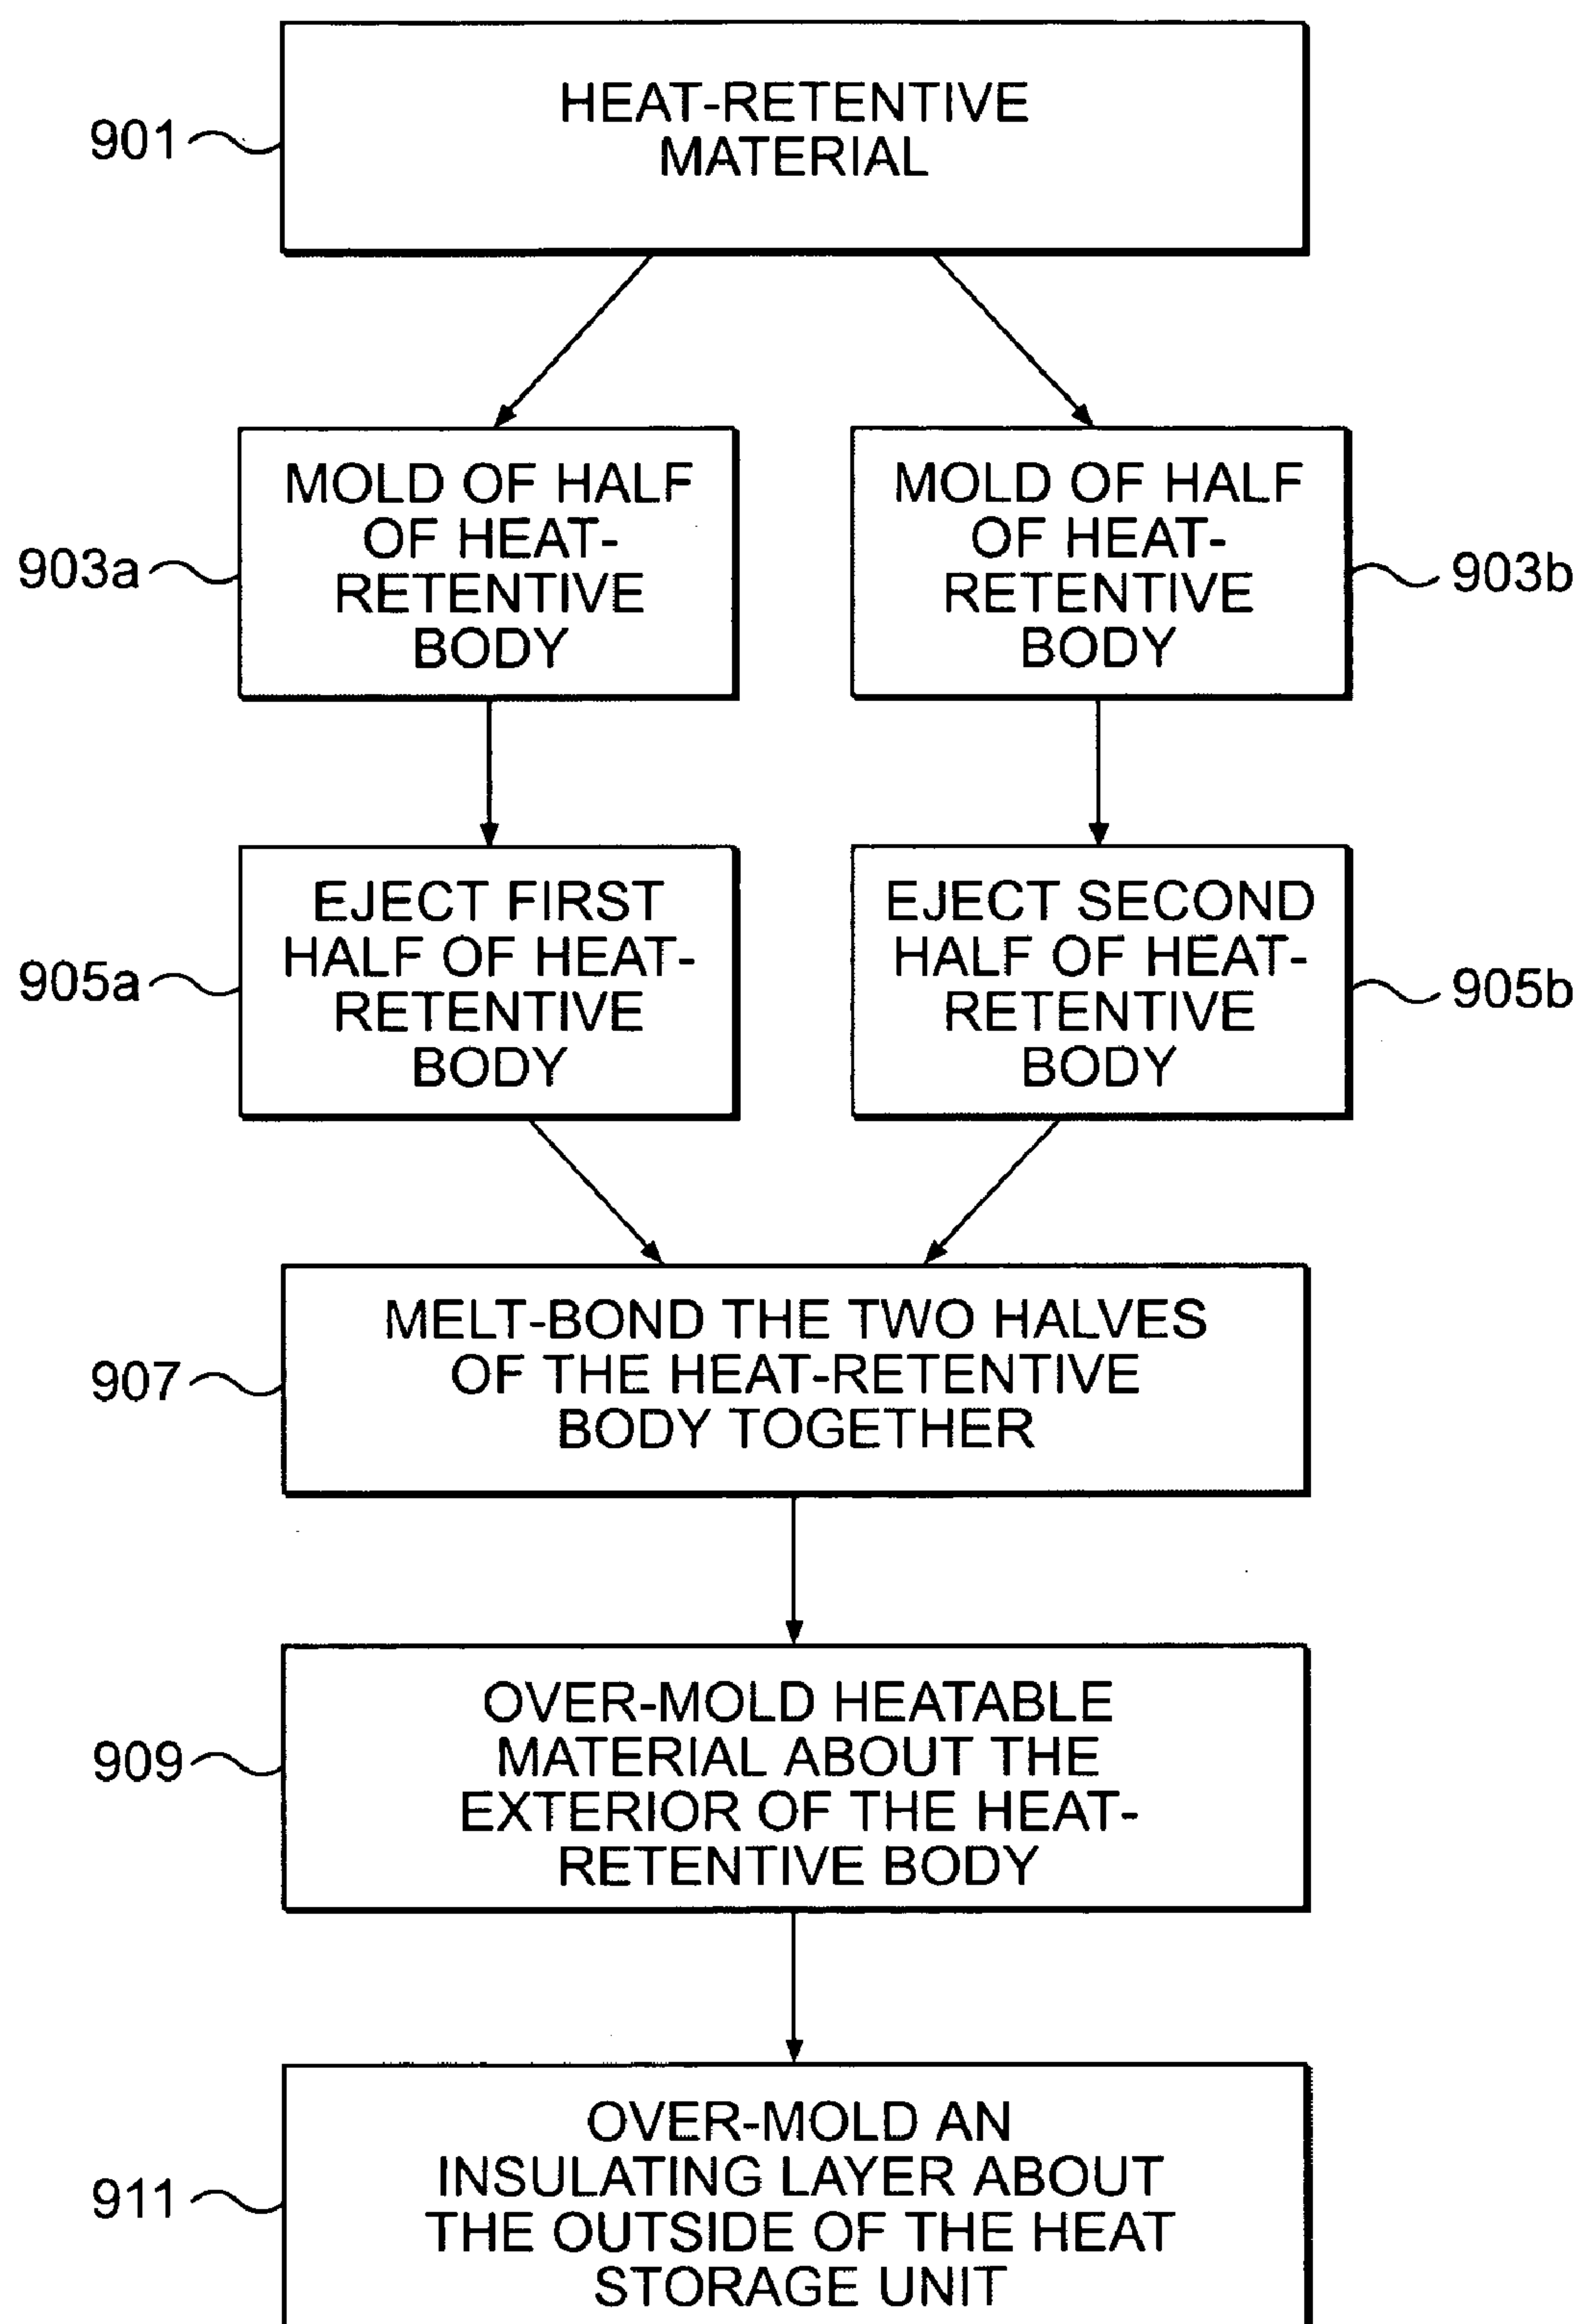 HEAT-RETENTIVE
MATERIAL
901
MOLD OF HALF
OF HEAT-
RETENTIVE
BODY
903a
MOLD OF HALF
OF HEAT-
RETENTIVE
BODY
903b
EJECT FIRST
HALF OF HEAT-
RETENTIVE
BODY
905a
EJECT SECOND
HALF OF HEAT-
RETENTIVE
BODY
905b
MELT-BOND THE TWO HALVES
OF THE HEAT-RETENTIVE
BODY TOGETHER
907
OVER-MOLD HEATABLE
MATERIAL ABOUT THE
EXTERIOR OF THE HEAT-
RETENTIVE BODY
909
OVER-MOLD AN
INSULATING LAYER ABOUT
THE OUTSIDE OF THE HEAT
STORAGE UNIT
911